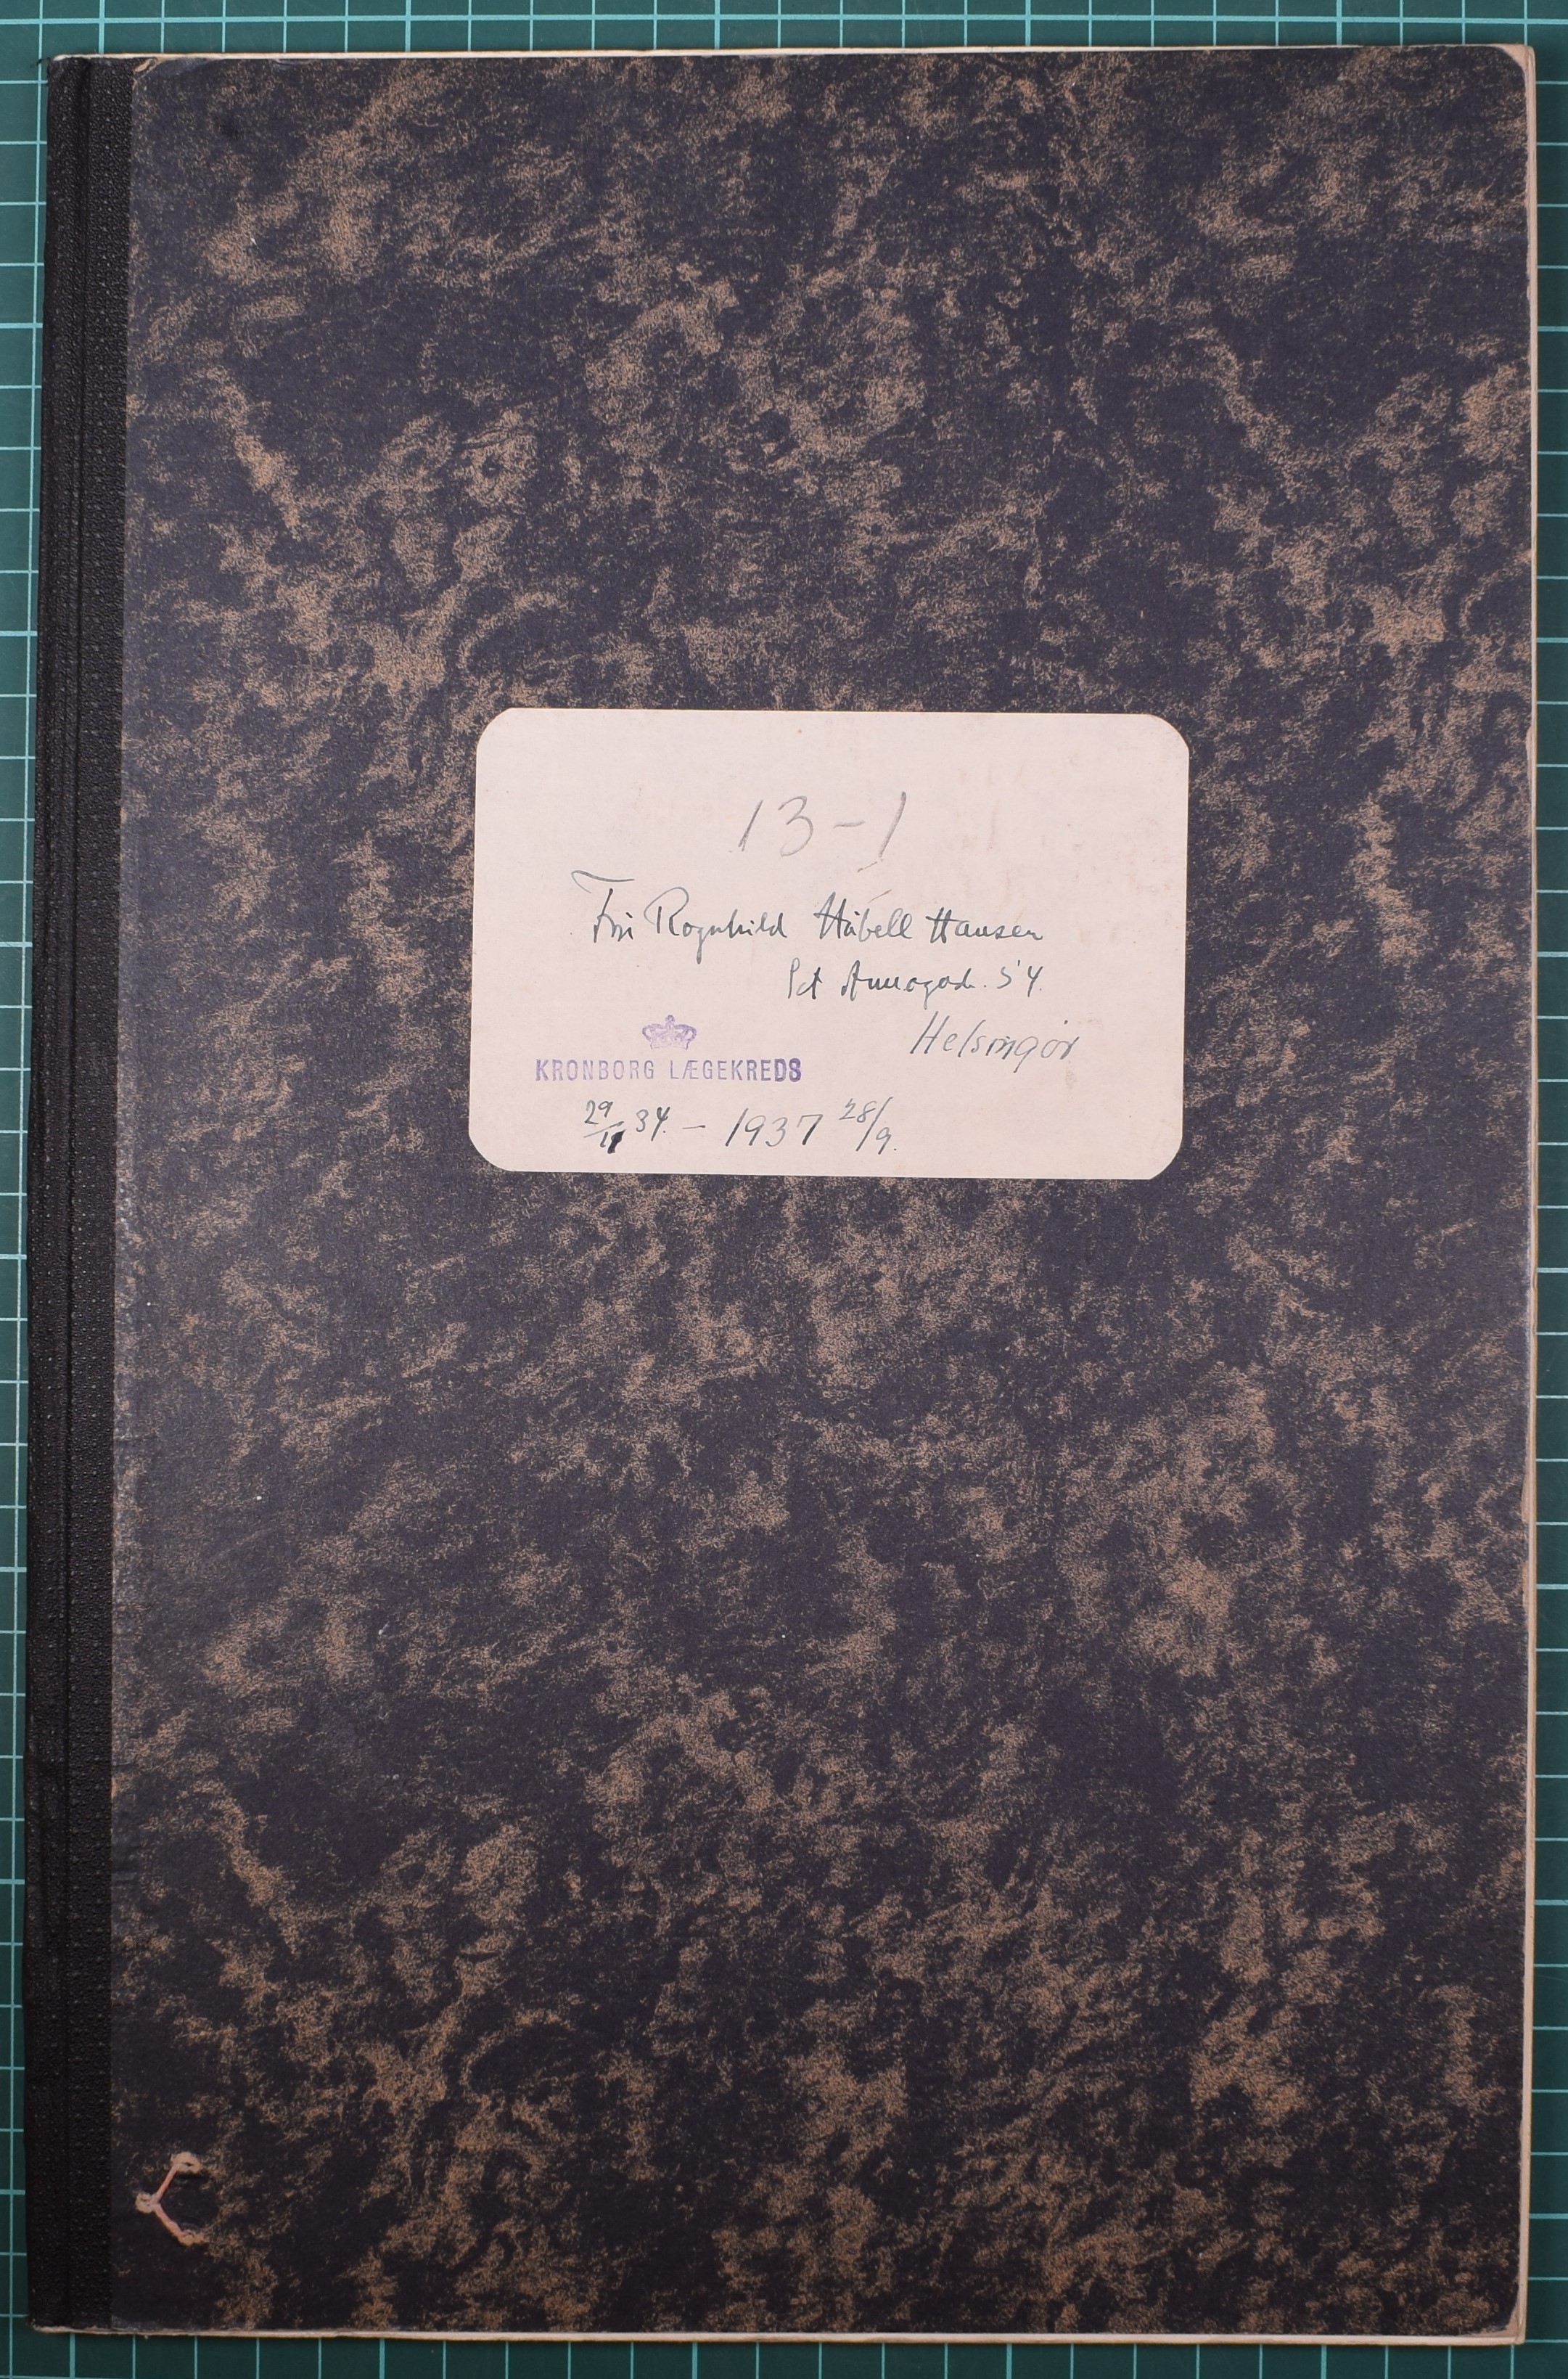 13-1
Fru Ragnhild Håbell Hansen
Sct Annagade. 54.
Helsingør
KRONBORG LÆGEKREDS
29/11 34. — 1937 28/9.